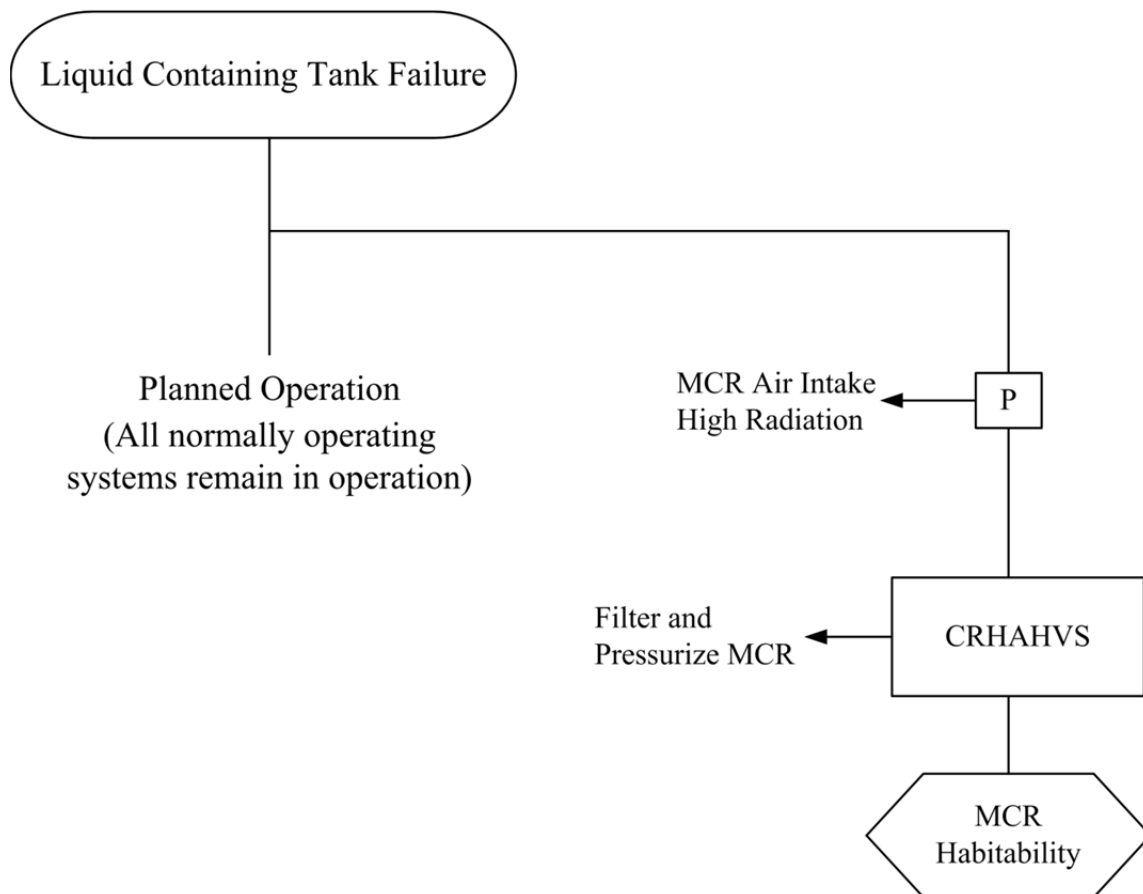 Liquid Containing Tank Failure
Planned Operation
(All normally operating
systems remain in operation)
MCR Air Intake
High Radiation
P
Filter and
Pressurize MCR
CRHAHVS
MCR
Habitability